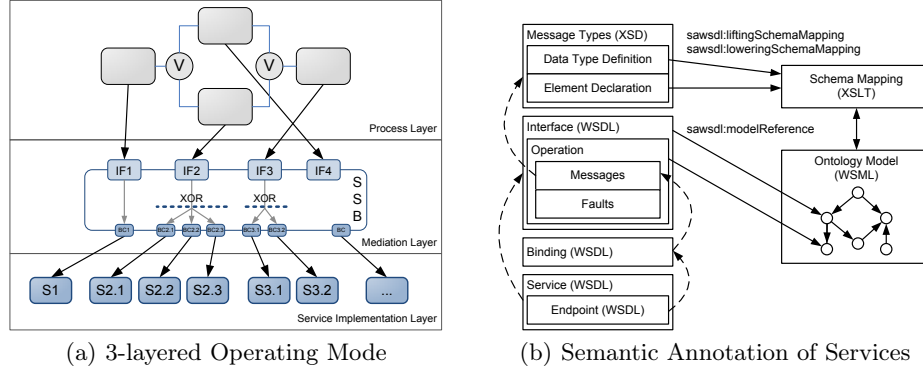 V
V
Process Layer
IF1
IF2
IF3
IF4
XOR
XOR
S
S
B
BC1
BC2.1
BC2.2
BC2.3
BC3.1
BC3.2
BC
Mediation Layer
S1
S2.1
S2.2
S2.3
S3.1
S3.2
...
Service Implementation Layer
(a) 3-layered Operating Mode
Message Types (XSD)
Data Type Definition
Element Declaration
sawsdl:liftingSchemaMapping
sawsdl:loweringSchemaMapping
Schema Mapping
(XSLT)
Interface (WSDL)
sawsdl:modelReference
Operation
Messages
Faults
Ontology Model
(WSML)
Binding (WSDL)
Service (WSDL)
Endpoint (WSDL)
(b) Semantic Annotation of Services